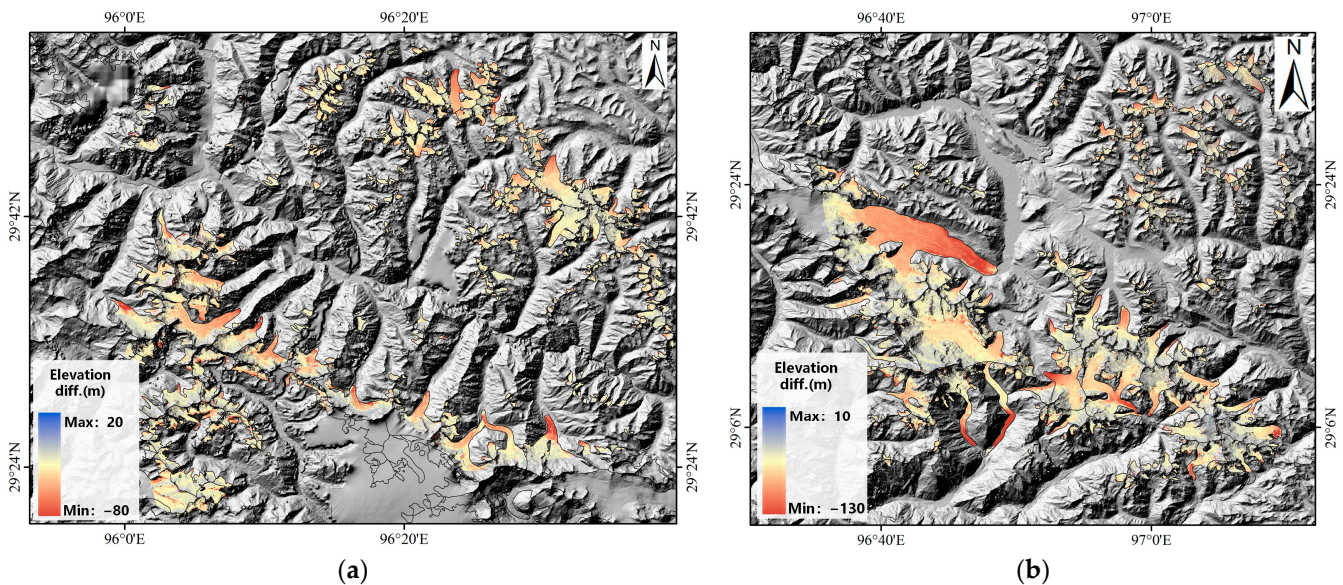 96°0′E 96°20′E
N
29°42′N
29°42′N
29°24′N
29°24′N
Elevation
diff.(m)
Max: 20
Min: −80
96°0′E 96°20′E
(a)
96°40′E 97°0′E
N
29°24′N
29°24′N
29°6′N
29°6′N
Elevation
diff.(m)
Max: 10
Min: −130
96°40′E 97°0′E
(b)